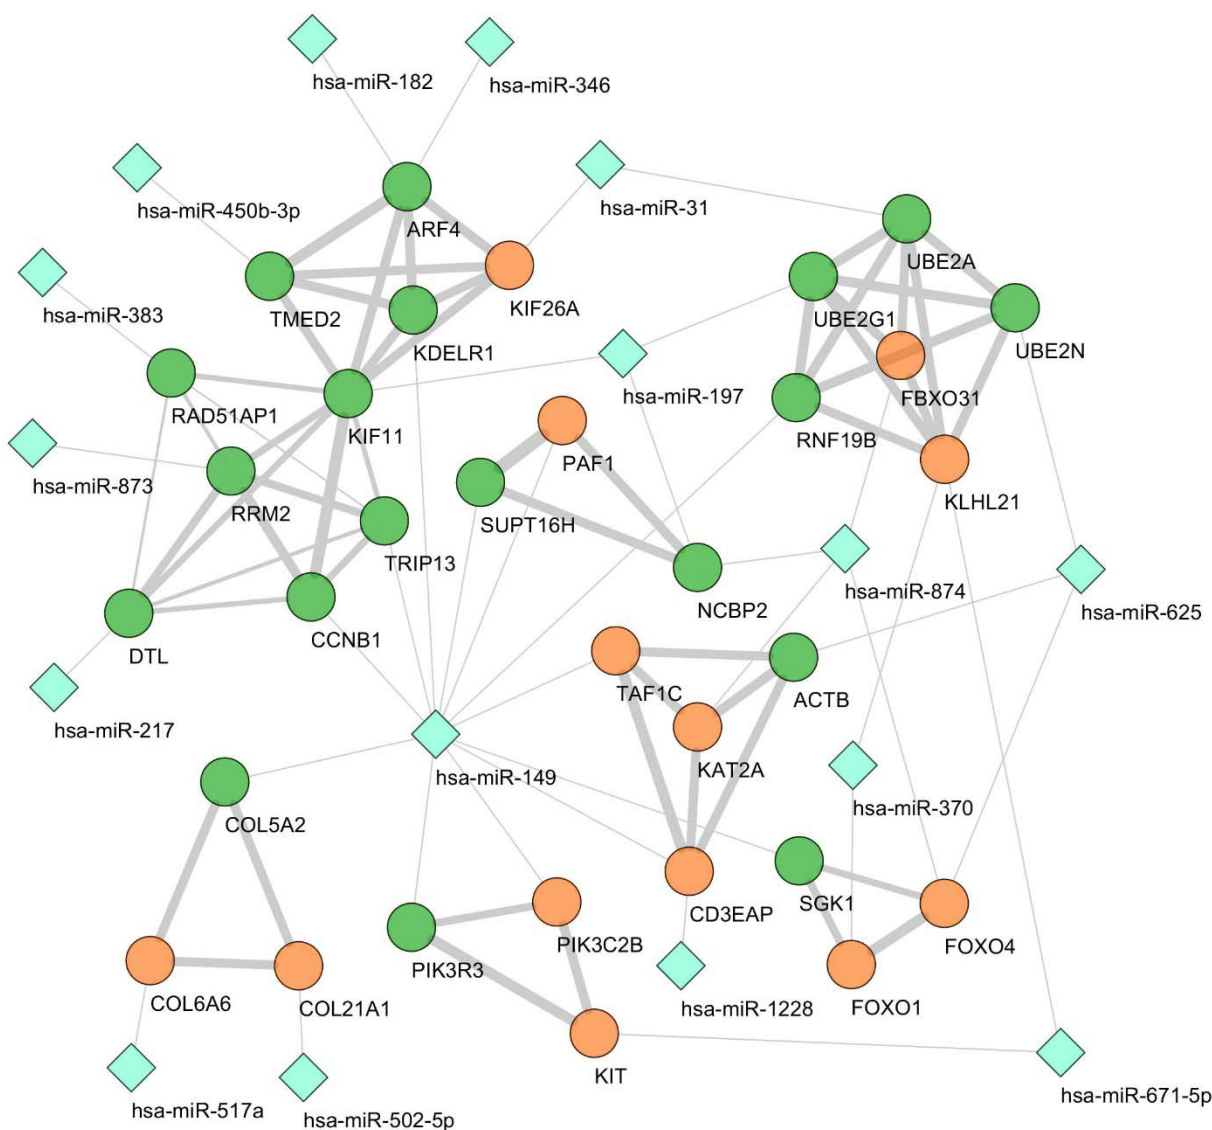 hsa-miR-182
hsa-miR-346
hsa-miR-450b-3p
hsa-miR-31
ARF4
UBE2A
KIF26A
hsa-miR-383
TMED2
UBE2G1
KDELR1
UBE2N
hsa-miR-197
FBXO31
RAD51AP1
KIF11
RNF19B
PAF1
hsa-miR-873
KLHL21
RRM2
SUPT16H
TRIP13
hsa-miR-874
NCBP2
hsa-miR-625
CCNB1
DTL
TAF1C
ACTB
hsa-miR-217
KAT2A
hsa-miR-149
hsa-miR-370
COL5A2
SGK1
CD3EAP
PIK3C2B
FOXO4
PIK3R3
COL6A6
COL21A1
FOXO1
hsa-miR-1228
KIT
hsa-miR-671-5p
hsa-miR-517a
hsa-miR-502-5p